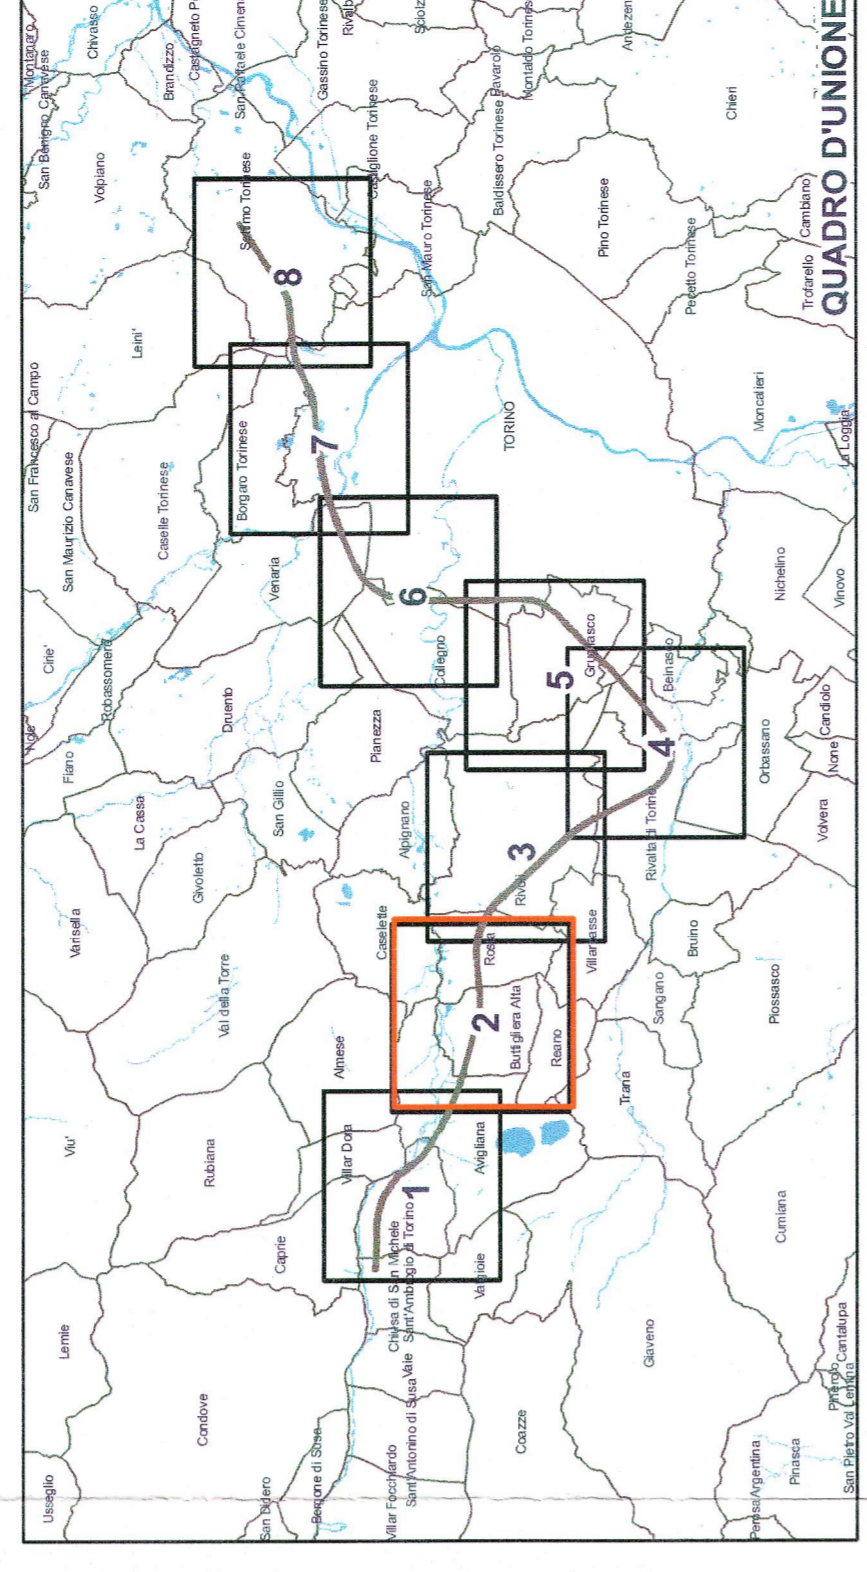 Usseglio
Lemie
Viu'
Varisella
Fiano
Nole
Cirie'
San Maurizio Canavese
San Francesco al Campo
San Benigno Canavese
Montanaro
Chivasso
Volpiano
Leini'
Caselle Torinese
Robassomero
La Cassa
Givoletto
Val della Torre
Rubiana
Condove
San Didero
Borgone di Susa
Caprie
Villar Dora
Almese
Caselette
San Gillio
Druento
Venaria
Borgaro Torinese
Settimo Torinese
Brandizzo
San Raffaele Cimen
Gassino Torinese
Castiglione Torinese
San Mauro Torinese
Baldissero Torinese
Pavarolo
Montaldo Torinese
Andezen
Chieri
Pino Torinese
Pecetto Torinese
Trofarello
Cambiano
Moncalieri
La Loggia
TORINO
Nichelino
Vinovo
Candiolo
None
Orbassano
Volvera
Beinasco
Grugliasco
Collegno
Pianezza
Alpignano
Rivoli
Rivalta di Torino
Villarbasse
Rosta
Buttigliera Alta
Reano
Avigliana
Trana
Sangano
Bruino
Piossasco
Cumiana
Giaveno
Coazze
Valgioie
Chiusa di San Michele
Sant'Ambrogio di Torino
Vaie
Sant'Antonino di Susa
Villar Focchiardo
Perosa Argentina
Pinasca
San Pietro Val Lemina
Pinerolo
Cantalupa
1
2
3
4
5
6
7
8
QUADRO D'UNIONE